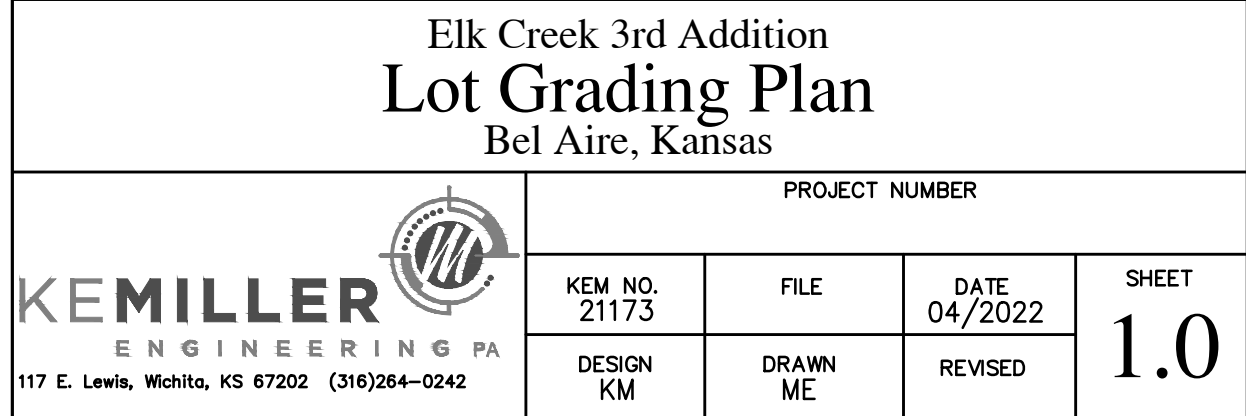 Elk Creek 3rd Addition
Lot Grading Plan
Bel Aire, Kansas
KEMILLER
ENGINEERING PA
117 E. Lewis, Wichita, KS 67202 (316)264-0242
PROJECT NUMBER
KEM NO.
21173
FILE
DATE
04/2022
SHEET
1.0
DESIGN
KM
DRAWN
ME
REVISED